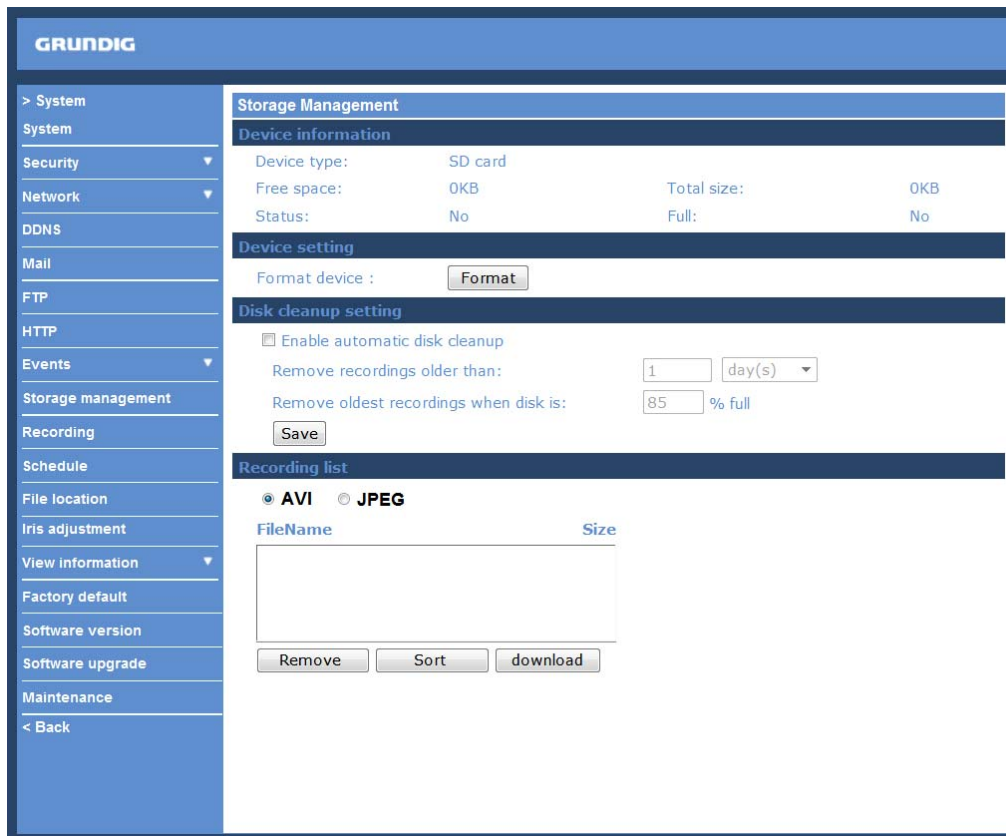 GRUNDIG
> System
System
Security
Network
DDNS
Mail
FTP
HTTP
Events
Storage management
Recording
Schedule
File location
Iris adjustment
View information
Factory default
Software version
Software upgrade
Maintenance
< Back
Storage Management
Device information
Device type: SD card
Free space: 0KB Total size: 0KB
Status: No Full: No
Device setting
Format device : Format
Disk cleanup setting
Enable automatic disk cleanup
Remove recordings older than: 1 day(s)
Remove oldest recordings when disk is: 85 % full
Save
Recording list
AVI JPEG
FileName Size
Remove Sort download